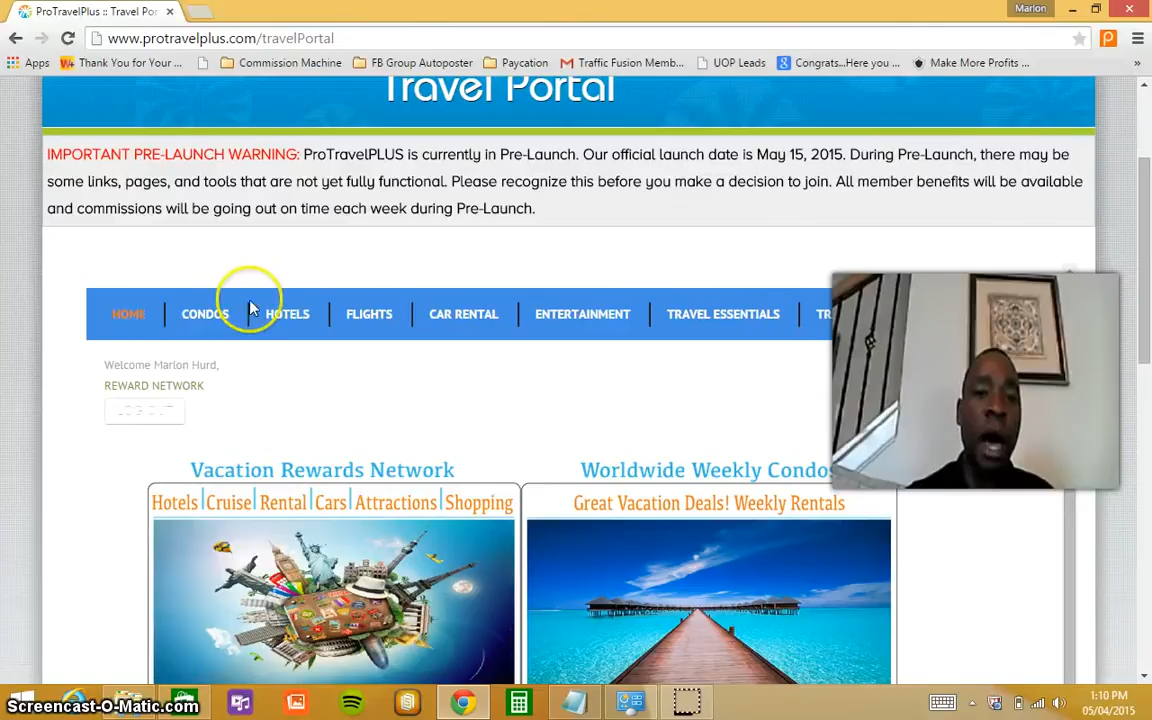 ProTravelPlus :: Travel Por
Marlon
www.protravelplus.com/travelPortal
Apps
Thank You for Your ...
Commission Machine
FB Group Autoposter
Paycation
Traffic Fusion Memb...
UOP Leads
Congrats...Here you ...
Make More Profits ...
Travel Portal
IMPORTANT PRE-LAUNCH WARNING: ProTravelPLUS is currently in Pre-Launch. Our official launch date is May 15, 2015. During Pre-Launch, there may be
some links, pages, and tools that are not yet fully functional. Please recognize this before you make a decision to join. All member benefits will be available
and commissions will be going out on time each week during Pre-Launch.
HOME CONDOS HOTELS FLIGHTS CAR RENTAL ENTERTAINMENT TRAVEL ESSENTIALS TR
Welcome Marlon Hurd,
REWARD NETWORK
LOG OUT
Vacation Rewards Network
Hotels Cruise Rental Cars Attractions Shopping
Worldwide Weekly Condos
Great Vacation Deals! Weekly Rentals
1:10 PM
05/04/2015
Screencast-O-Matic.com